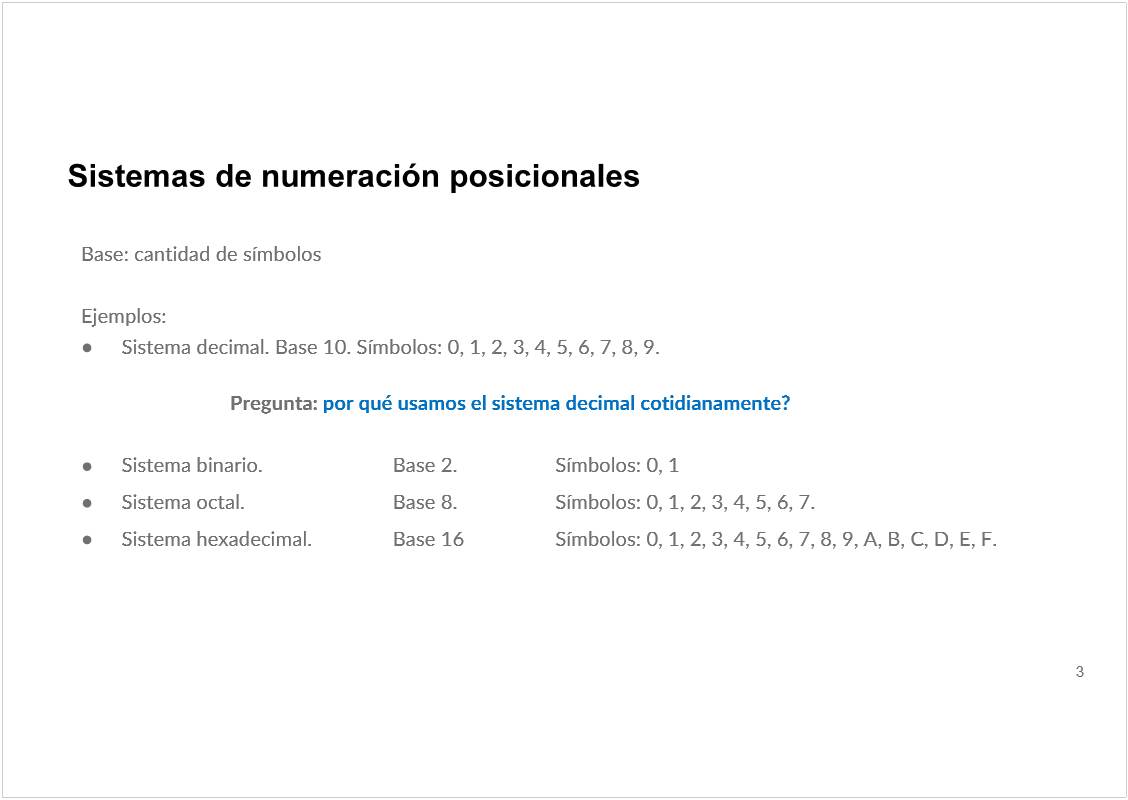 Sistemas de numeración posicionales
Base: cantidad de símbolos
Ejemplos:
● Sistema decimal. Base 10. Símbolos: 0, 1, 2, 3, 4, 5, 6, 7, 8, 9.
Pregunta: por qué usamos el sistema decimal cotidianamente?
● Sistema binario. Base 2. Símbolos: 0, 1
● Sistema octal. Base 8. Símbolos: 0, 1, 2, 3, 4, 5, 6, 7.
● Sistema hexadecimal. Base 16 Símbolos: 0, 1, 2, 3, 4, 5, 6, 7, 8, 9, A, B, C, D, E, F.
3